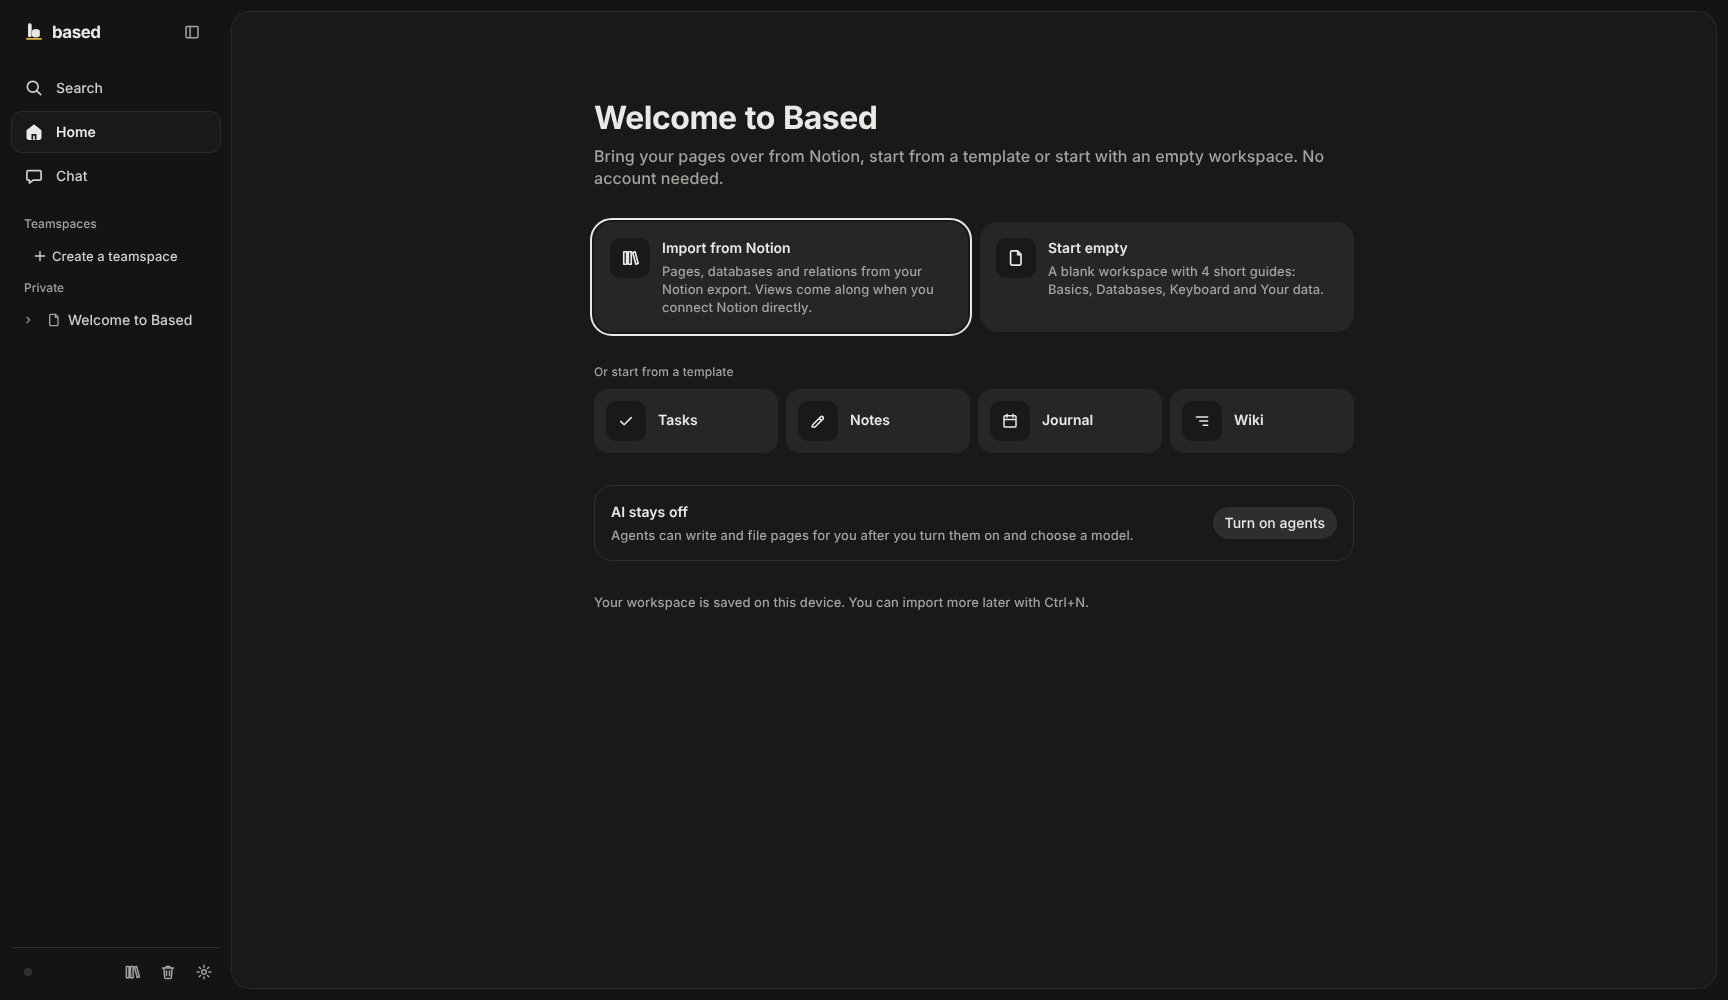 based
Search
Home
Chat
Teamspaces
Create a teamspace
Private
Welcome to Based
Welcome to Based
Bring your pages over from Notion, start from a template or start with an empty workspace. No
account needed.
Import from Notion
Pages, databases and relations from your
Notion export. Views come along when you
connect Notion directly.
Start empty
A blank workspace with 4 short guides:
Basics, Databases, Keyboard and Your data.
Or start from a template
Tasks
Notes
Journal
Wiki
AI stays off
Agents can write and file pages for you after you turn them on and choose a model.
Turn on agents
Your workspace is saved on this device. You can import more later with Ctrl+N.